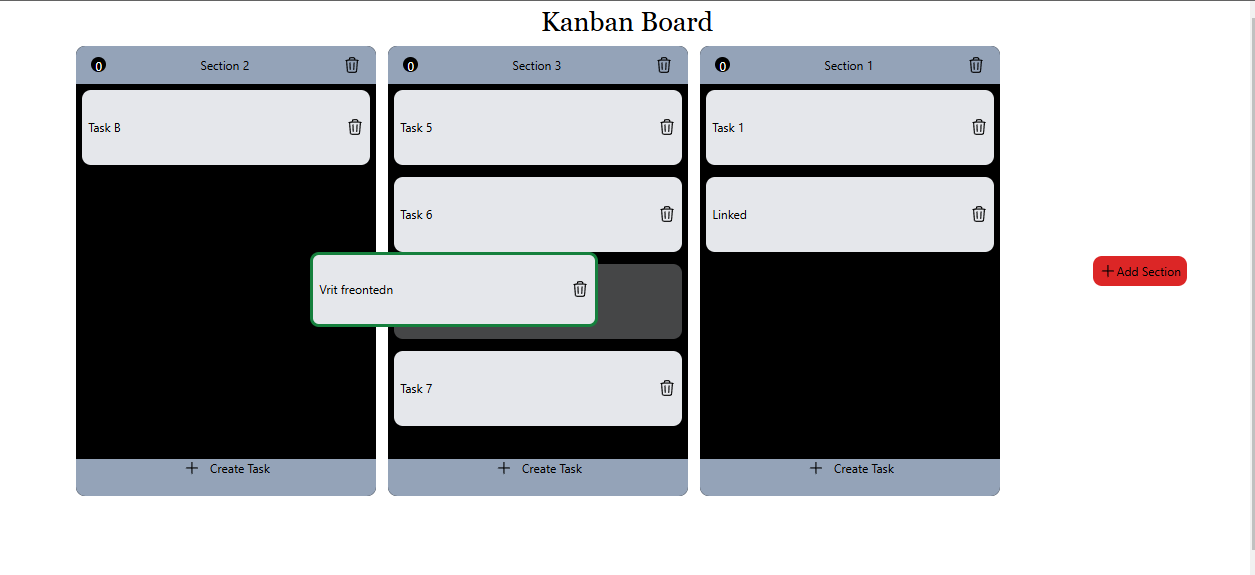 Kanban Board
0 Section 2
Task B
Create Task
0 Section 3
Task 5
Task 6
Vrit freontedn
Task 7
Create Task
0 Section 1
Task 1
Linked
Create Task
Add Section